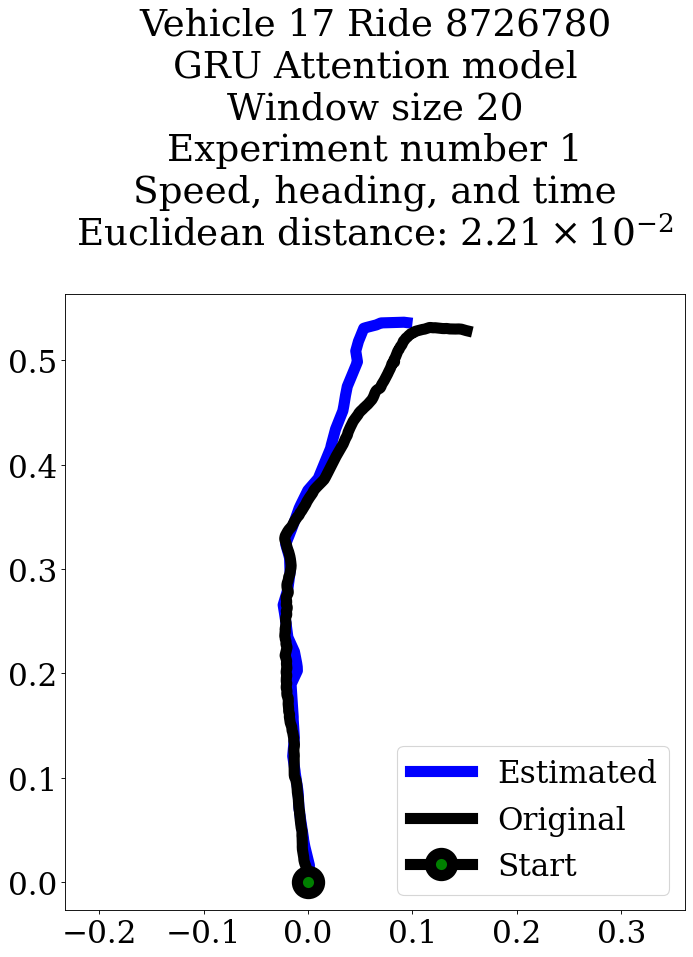 Vehicle 17 Ride 8726780
GRU Attention model
Window size 20
Experiment number 1
Speed, heading, and time
Euclidean distance: 2.21 × 10⁻²
0.5
0.4
0.3
0.2
0.1
0.0
Estimated
Original
Start
−0.2 −0.1 0.0 0.1 0.2 0.3